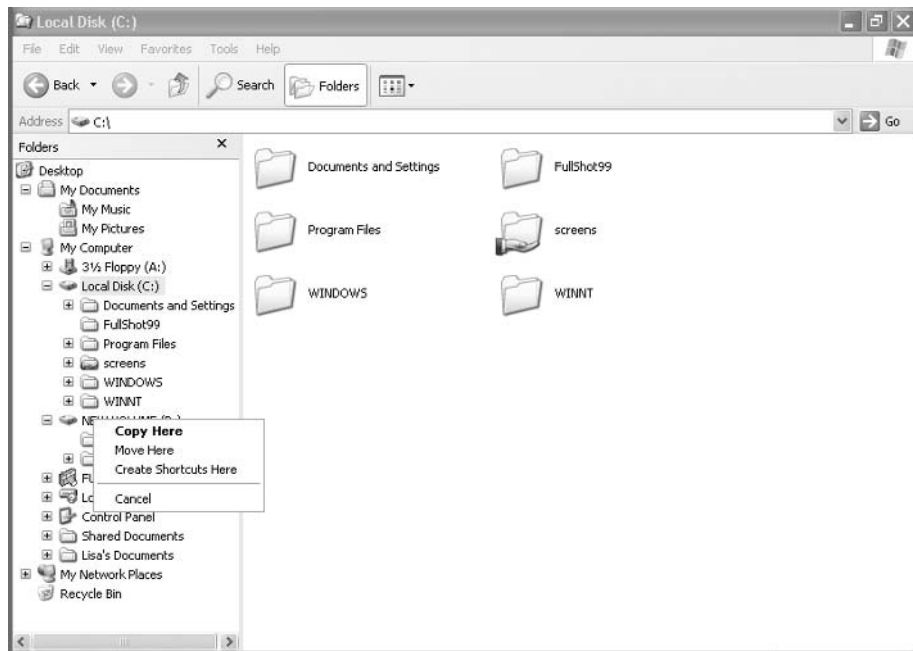 Local Disk (C:)
File Edit View Favorites Tools Help
Back Search Folders
Address C:\ Go
Folders
Desktop
My Documents
My Music
My Pictures
My Computer
3½ Floppy (A:)
Local Disk (C:)
Documents and Settings
FullShot99
Program Files
screens
WINDOWS
WINNT
Copy Here
Move Here
Create Shortcuts Here
Cancel
Control Panel
Shared Documents
Lisa's Documents
My Network Places
Recycle Bin
Documents and Settings FullShot99
Program Files screens
WINDOWS WINNT